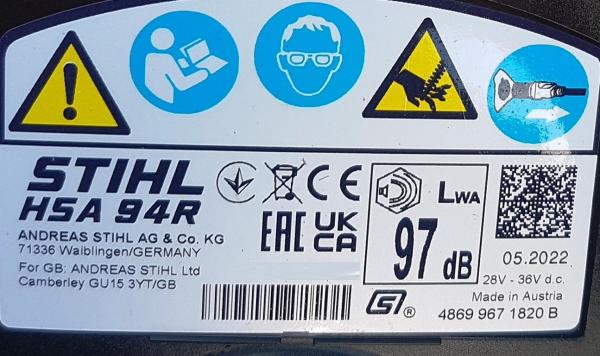 STIHL
HSA 94R
ANDREAS STIHL AG & Co. KG
71336 Waiblingen/GERMANY
For GB: ANDREAS STIHL Ltd
Camberley GU15 3YT/GB
CE
EAC
UK
CA
LWA
97 dB
®
05.2022
28V - 36V d.c.
Made in Austria
4869 967 1820 B